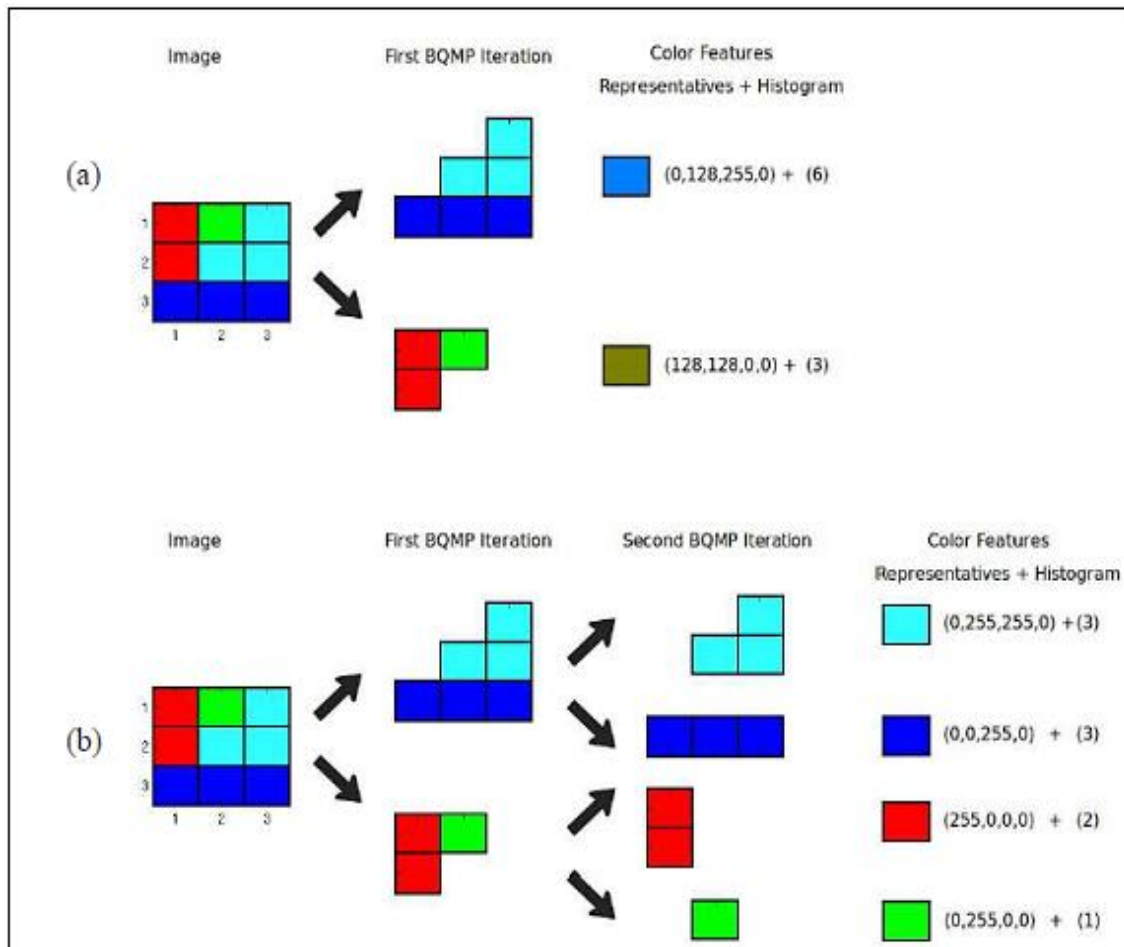 Image First BQMP Iteration Color Features
Representatives + Histogram
(a)
(0,128,255,0) + (6)
1
2
3
1 2 3
(128,128,0,0) + (3)
Image First BQMP Iteration Second BQMP Iteration Color Features
Representatives + Histogram
(0,255,255,0) +(3)
(b)
1
2
3
1 2 3
(0,0,255,0) + (3)
(255,0,0,0) + (2)
(0,255,0,0) + (1)